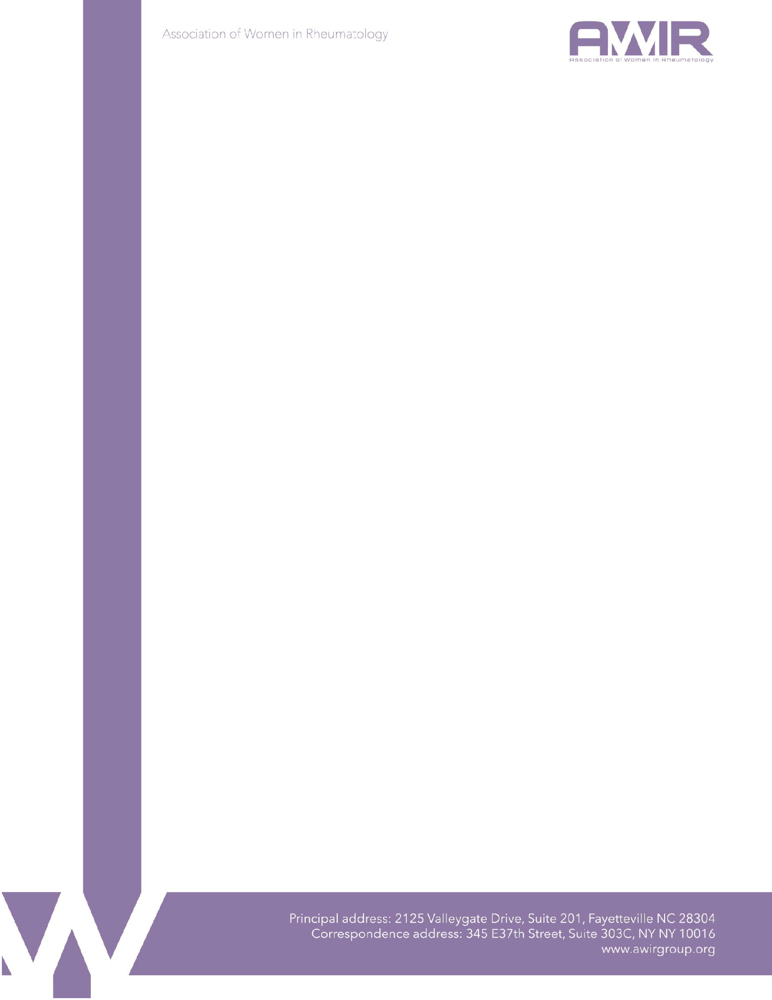 Association of Women in Rheumatology
AWIR
Association of Women in Rheumatology
Principal address: 2125 Valleygate Drive, Suite 201, Fayetteville NC 28304
Correspondence address: 345 E37th Street, Suite 303C, NY NY 10016
www.awirgroup.org